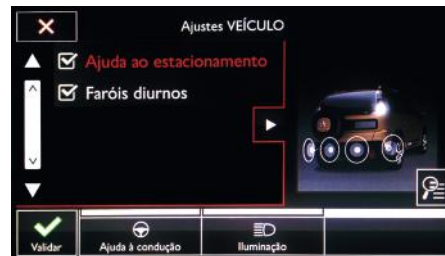 Ajustes VEÍCULO
Ajuda ao estacionamento
Faróis diurnos
Validar
Ajuda à condução
Iluminação